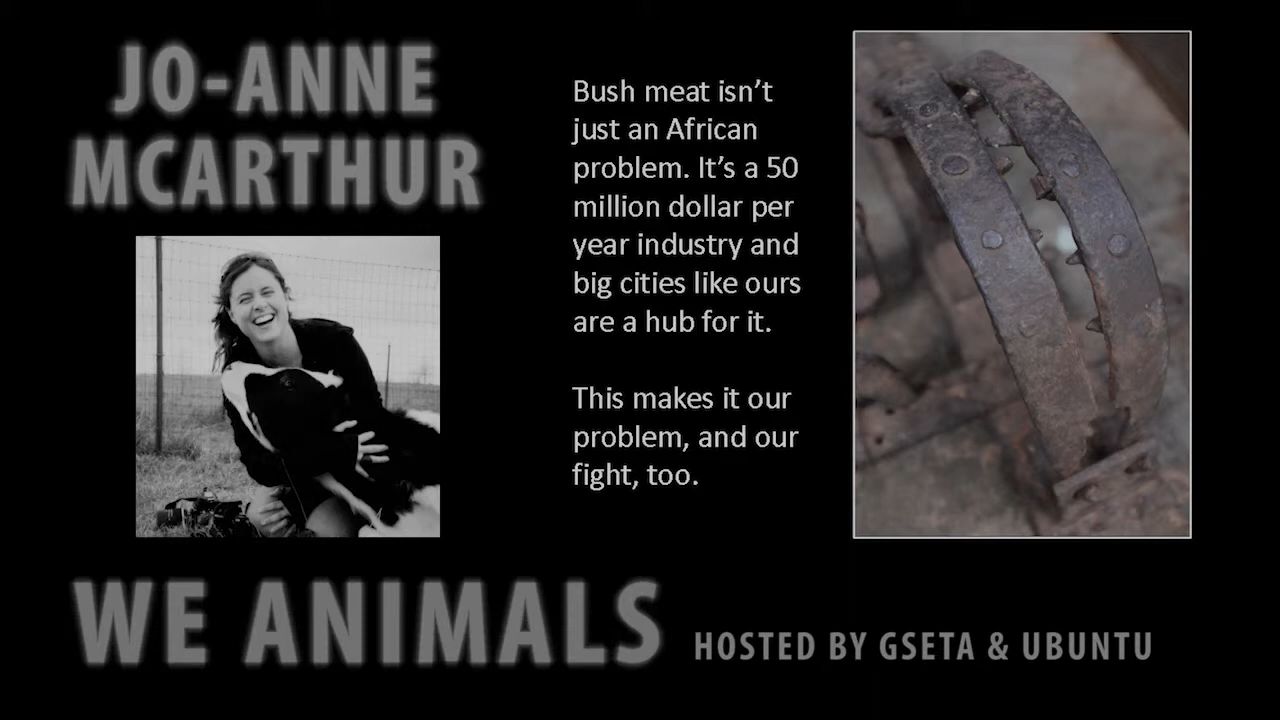 JO-ANNE
MCARTHUR
Bush meat isn’t
just an African
problem. It’s a 50
million dollar per
year industry and
big cities like ours
are a hub for it.
This makes it our
problem, and our
fight, too.
WE ANIMALS
HOSTED BY GSETA & UBUNTU